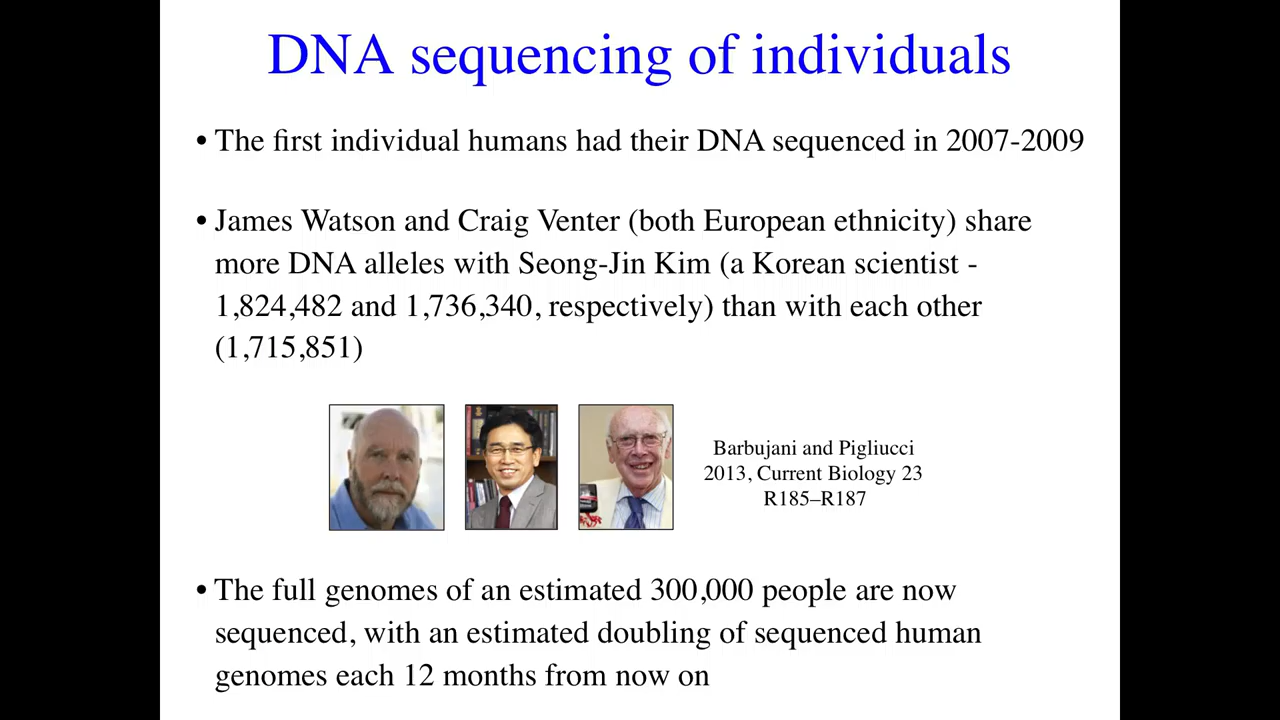 DNA sequencing of individuals
• The first individual humans had their DNA sequenced in 2007-2009
• James Watson and Craig Venter (both European ethnicity) share
more DNA alleles with Seong-Jin Kim (a Korean scientist -
1,824,482 and 1,736,340, respectively) than with each other
(1,715,851)
Barbujani and Pigliucci
2013, Current Biology 23
R185–R187
• The full genomes of an estimated 300,000 people are now
sequenced, with an estimated doubling of sequenced human
genomes each 12 months from now on